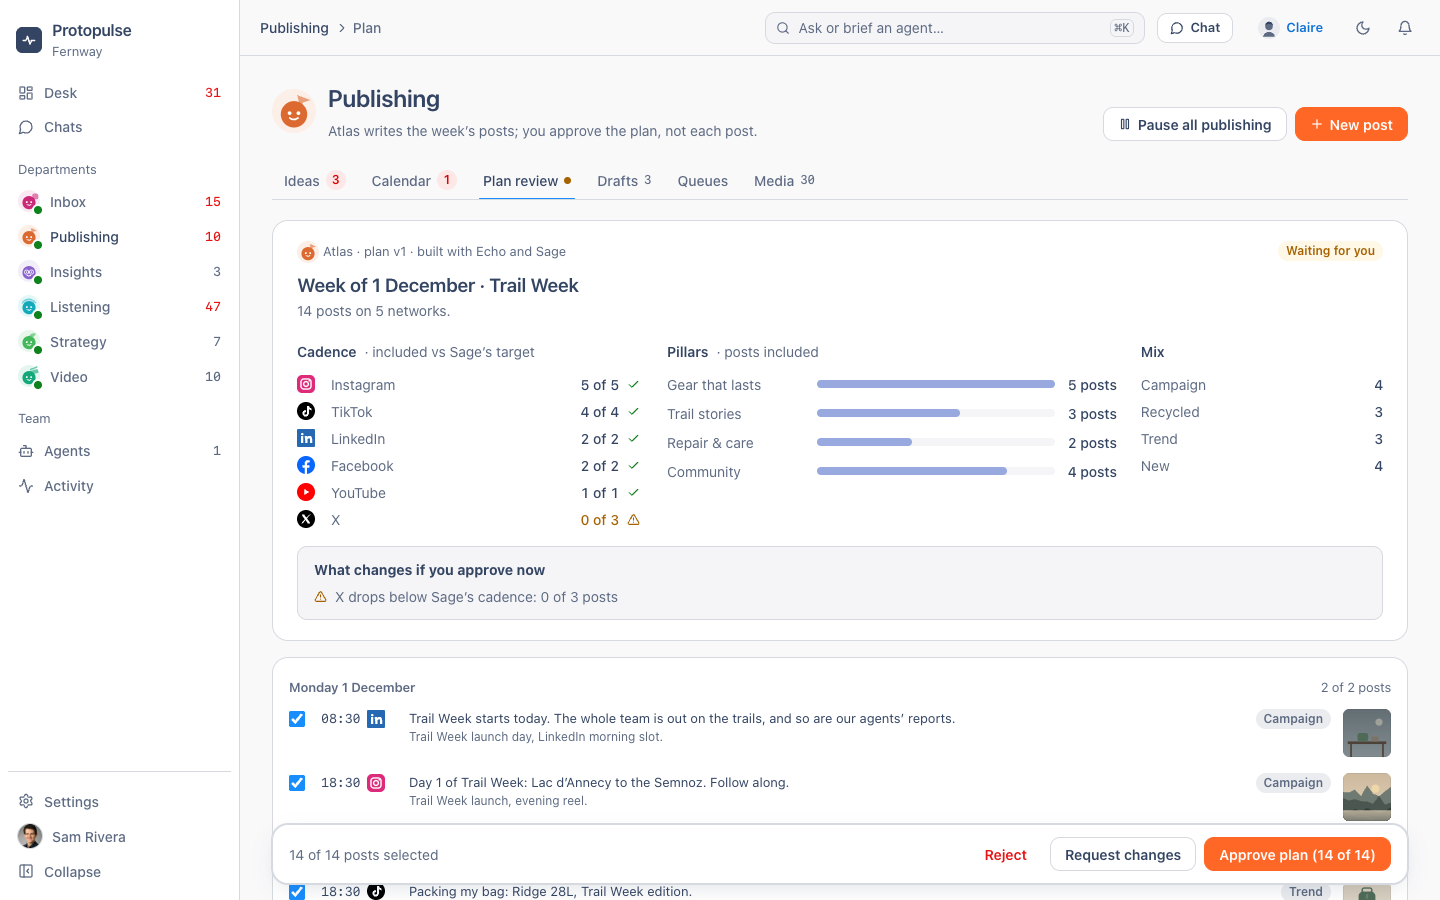 Protopulse
Fernway
Desk 31
Chats
Departments
Inbox 15
Publishing 10
Insights 3
Listening 47
Strategy 7
Video 10
Team
Agents 1
Activity
Settings
Sam Rivera
Collapse
Publishing > Plan
Ask or brief an agent… ⌘K
Chat
Claire
Publishing
Atlas writes the week’s posts; you approve the plan, not each post.
Pause all publishing
+ New post
Ideas 3 Calendar 1 Plan review Drafts 3 Queues Media 30
Atlas · plan v1 · built with Echo and Sage
Waiting for you
Week of 1 December · Trail Week
14 posts on 5 networks.
Cadence · included vs Sage’s target
Instagram 5 of 5
TikTok 4 of 4
LinkedIn 2 of 2
Facebook 2 of 2
YouTube 1 of 1
X 0 of 3
Pillars · posts included
Gear that lasts 5 posts
Trail stories 3 posts
Repair & care 2 posts
Community 4 posts
Mix
Campaign 4
Recycled 3
Trend 3
New 4
What changes if you approve now
X drops below Sage’s cadence: 0 of 3 posts
Monday 1 December 2 of 2 posts
08:30 Trail Week starts today. The whole team is out on the trails, and so are our agents’ reports. Campaign
Trail Week launch day, LinkedIn morning slot.
18:30 Day 1 of Trail Week: Lac d’Annecy to the Semnoz. Follow along. Campaign
Trail Week launch, evening reel.
14 of 14 posts selected
Reject
Request changes
Approve plan (14 of 14)
18:30 Packing my bag: Ridge 28L, Trail Week edition. Trend